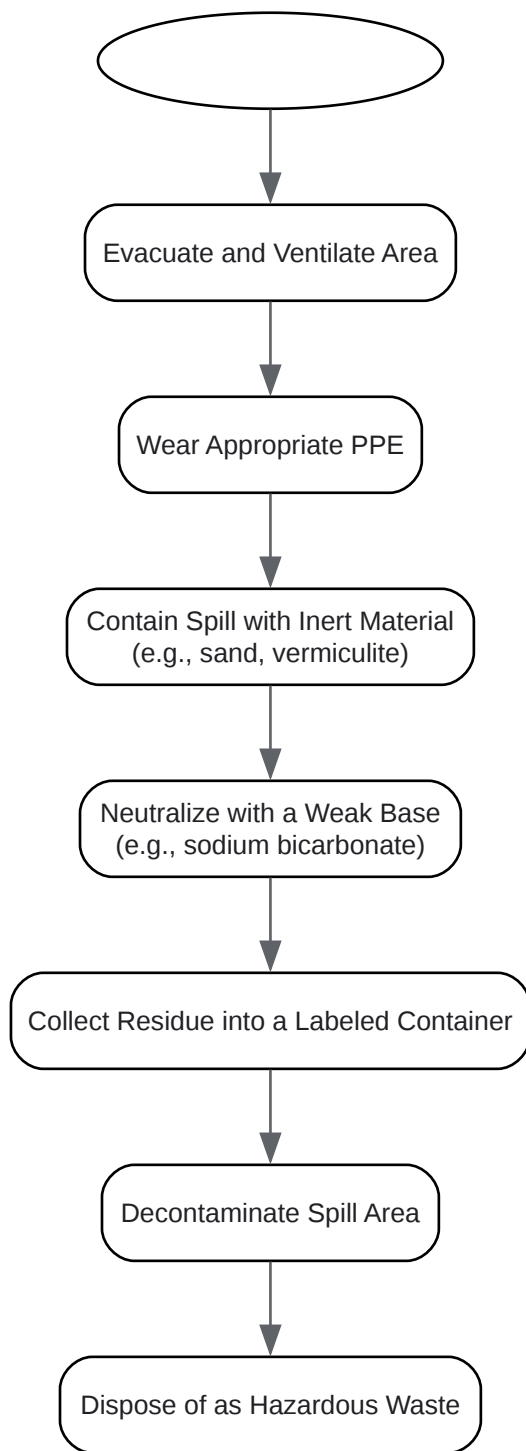 Evacuate and Ventilate Area
Wear Appropriate PPE
Contain Spill with Inert Material
(e.g., sand, vermiculite)
Neutralize with a Weak Base
(e.g., sodium bicarbonate)
Collect Residue into a Labeled Container
Decontaminate Spill Area
Dispose of as Hazardous Waste